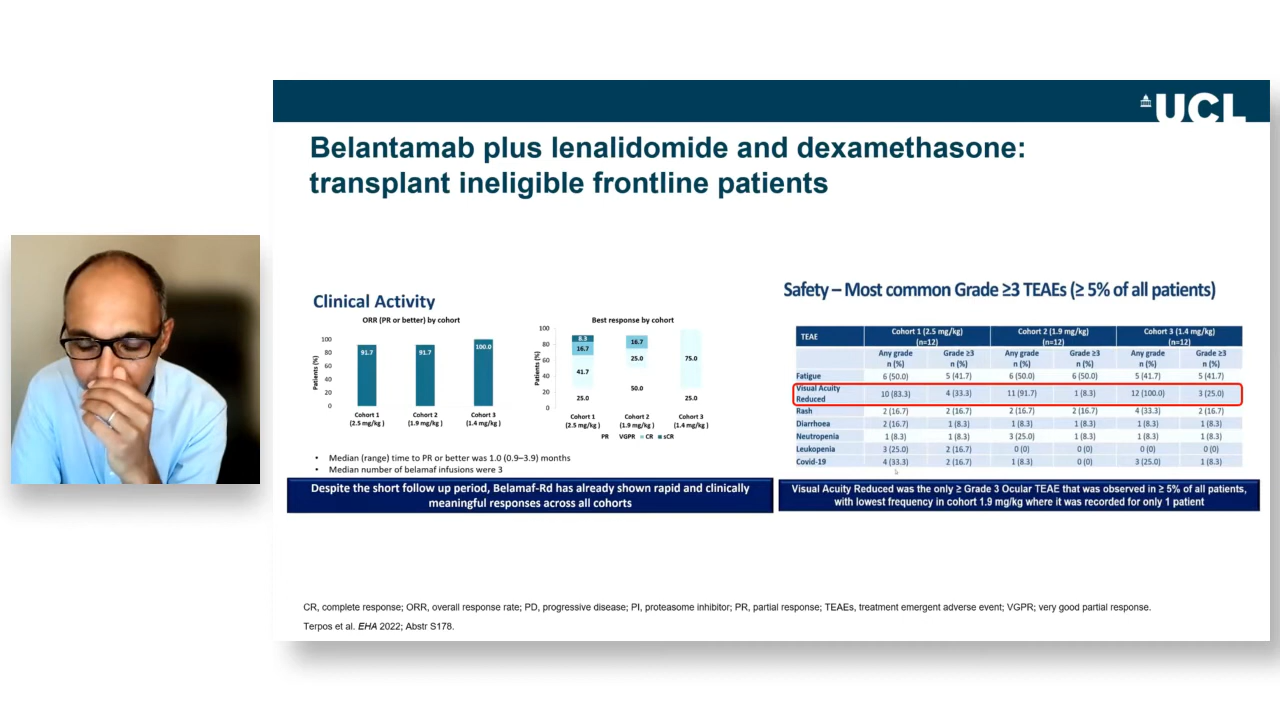 UCL
Belantamab plus lenalidomide and dexamethasone:
transplant ineligible frontline patients
Clinical Activity
ORR (PR or better) by cohort
Patients (%)
100
80
60
40
20
0
91.7
91.7
100.0
Cohort 1
(2.5 mg/kg )
Cohort 2
(1.9 mg/kg )
Cohort 3
(1.4 mg/kg )
Best response by cohort
Patients (%)
100
80
60
40
20
0
8.3
16.7
41.7
25.0
16.7
25.0
50.0
75.0
25.0
Cohort 1
(2.5 mg/kg )
Cohort 2
(1.9 mg/kg )
Cohort 3
(1.4 mg/kg )
PR VGPR CR sCR
• Median (range) time to PR or better was 1.0 (0.9–3.9) months
• Median number of belamaf infusions were 3
Despite the short follow up period, Belamaf-Rd has already shown rapid and clinically
meaningful responses across all cohorts
Safety – Most common Grade ≥3 TEAEs (≥ 5% of all patients)
TEAE Cohort 1 (2.5 mg/kg) (n=12) Cohort 2 (1.9 mg/kg) (n=12) Cohort 3 (1.4 mg/kg) (n=12)
Any grade n (%) Grade ≥3 n (%) Any grade n (%) Grade ≥3 n (%) Any grade n (%) Grade ≥3 n (%)
Fatigue 6 (50.0) 5 (41.7) 6 (50.0) 6 (50.0) 5 (41.7) 5 (41.7)
Visual Acuity Reduced 10 (83.3) 4 (33.3) 11 (91.7) 1 (8.3) 12 (100.0) 3 (25.0)
Rash 2 (16.7) 2 (16.7) 2 (16.7) 2 (16.7) 4 (33.3) 2 (16.7)
Diarrhoea 2 (16.7) 1 (8.3) 1 (8.3) 1 (8.3) 1 (8.3) 1 (8.3)
Neutropenia 1 (8.3) 1 (8.3) 3 (25.0) 1 (8.3) 1 (8.3) 1 (8.3)
Leukopenia 3 (25.0) 2 (16.7) 0 (0) 0 (0) 1 (8.3) 1 (8.3)
Covid-19 4 (33.3) 2 (16.7) 1 (8.3) 0 (0) 3 (25.0) 1 (8.3)
Visual Acuity Reduced was the only ≥ Grade 3 Ocular TEAE that was observed in ≥ 5% of all patients,
with lowest frequency in cohort 1.9 mg/kg where it was recorded for only 1 patient
CR, complete response; ORR, overall response rate; PD, progressive disease; PI, proteasome inhibitor; PR, partial response; TEAEs, treatment emergent adverse event; VGPR; very good partial response.
Terpos et al. EHA 2022; Abstr S178.